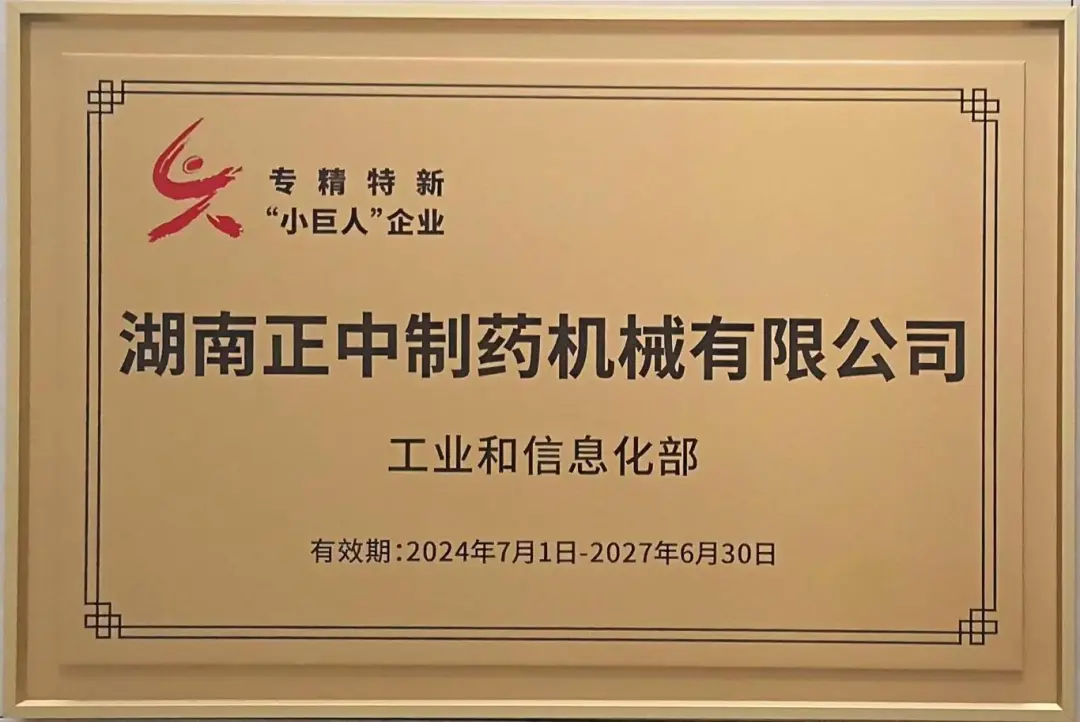 专精特新
“小巨人”企业
湖南正中制药机械有限公司
工业和信息化部
有效期:2024年7月1日-2027年6月30日